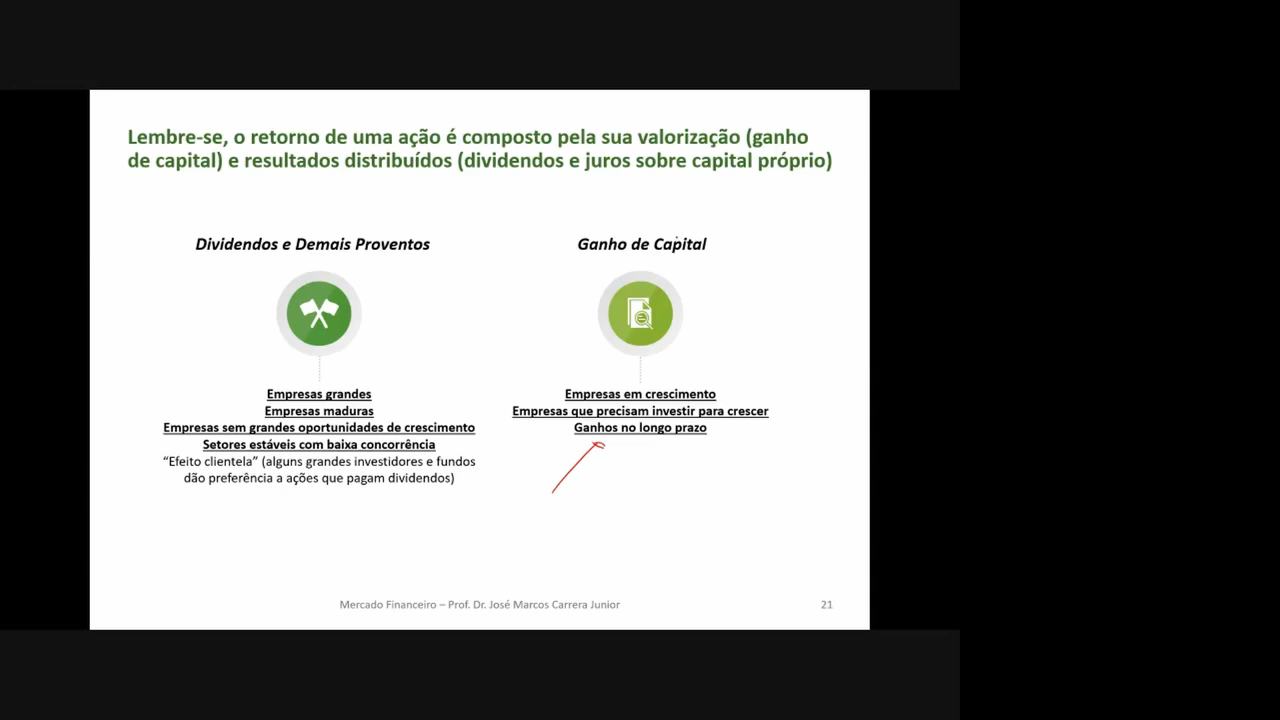 Lembre-se, o retorno de uma ação é composto pela sua valorização (ganho
de capital) e resultados distribuídos (dividendos e juros sobre capital próprio)
Dividendos e Demais Proventos
Empresas grandes
Empresas maduras
Empresas sem grandes oportunidades de crescimento
Setores estáveis com baixa concorrência
“Efeito clientela” (alguns grandes investidores e fundos
dão preferência a ações que pagam dividendos)
Ganho de Capital
Empresas em crescimento
Empresas que precisam investir para crescer
Ganhos no longo prazo
Mercado Financeiro – Prof. Dr. José Marcos Carrera Junior
21